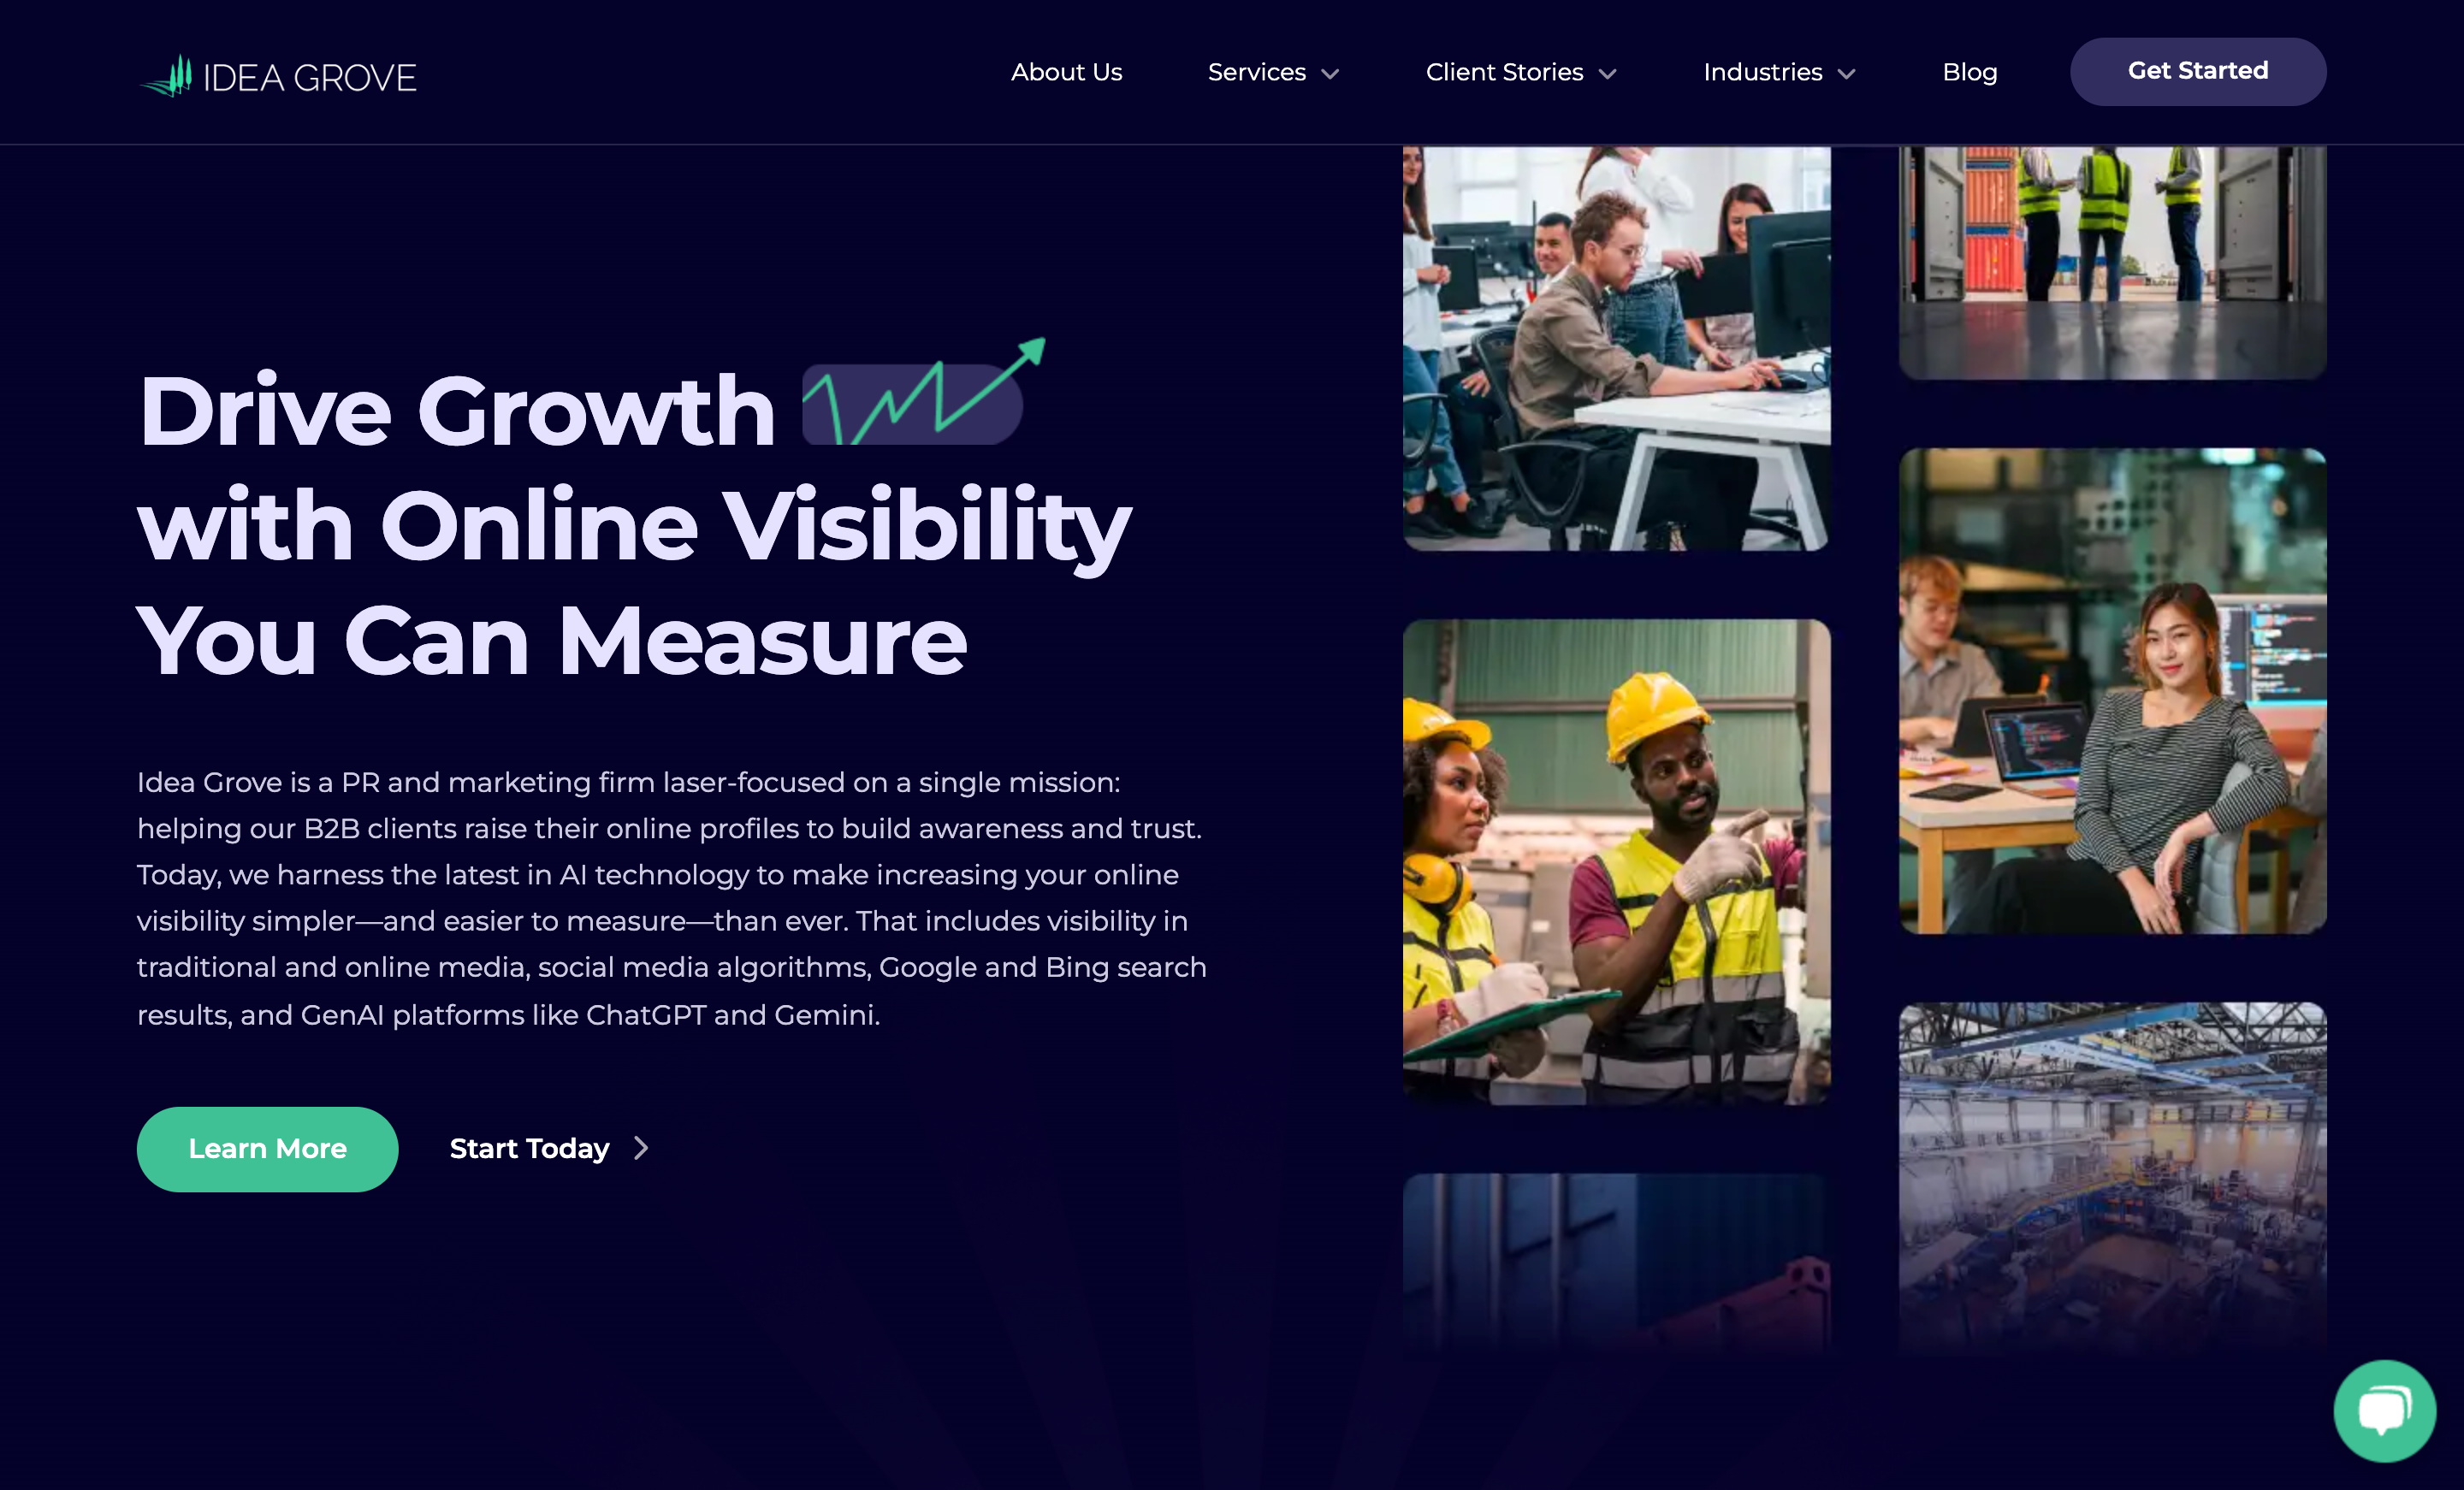 IDEA GROVE
About Us
Services
Client Stories
Industries
Blog
Get Started
Drive Growth
with Online Visibility
You Can Measure
Idea Grove is a PR and marketing firm laser-focused on a single mission:
helping our B2B clients raise their online profiles to build awareness and trust.
Today, we harness the latest in AI technology to make increasing your online
visibility simpler—and easier to measure—than ever. That includes visibility in
traditional and online media, social media algorithms, Google and Bing search
results, and GenAI platforms like ChatGPT and Gemini.
Learn More
Start Today